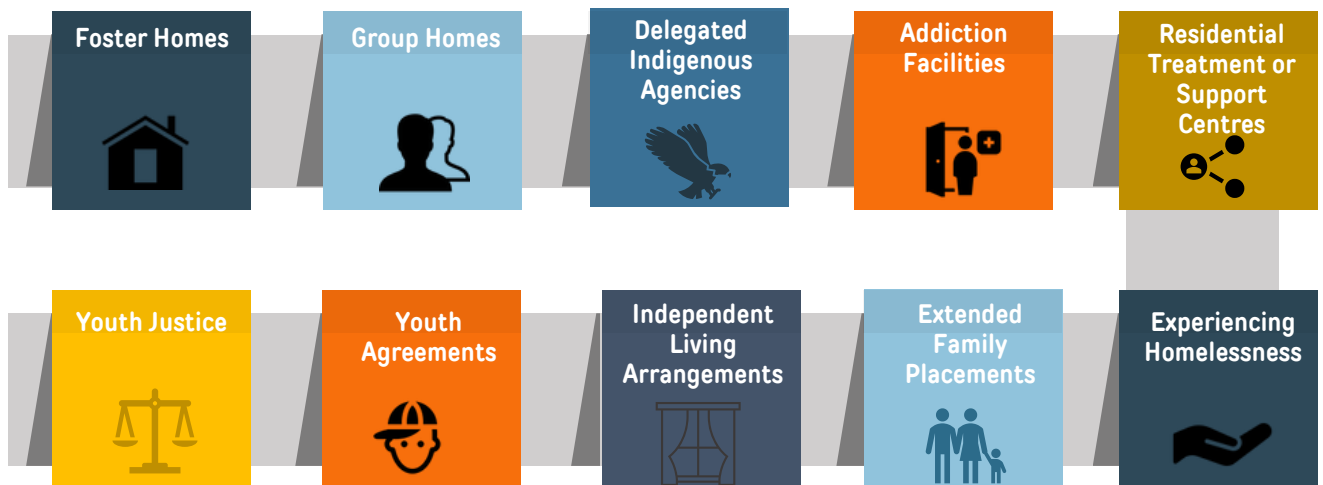 Foster Homes
Group Homes
Delegated
Indigenous
Agencies
Addiction
Facilities
Residential
Treatment or
Support
Centres
Youth Justice
Youth
Agreements
Independent
Living
Arrangements
Extended
Family
Placements
Experiencing
Homelessness